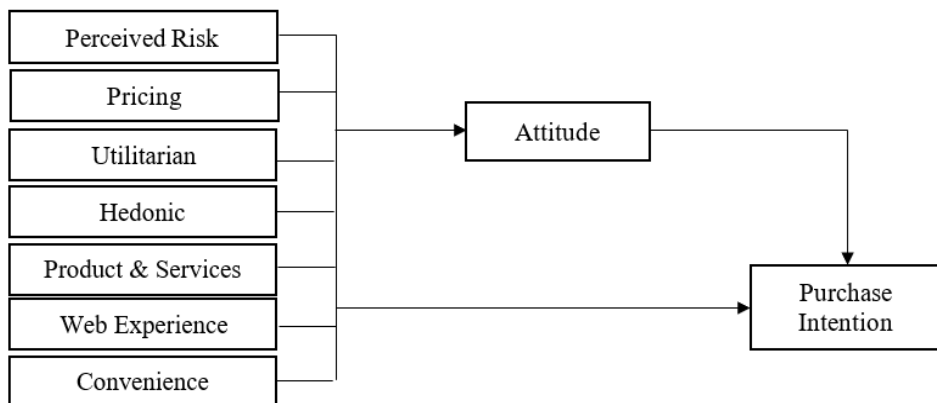 Perceived Risk
Pricing
Utilitarian
Hedonic
Product & Services
Web Experience
Convenience
Attitude
Purchase
Intention